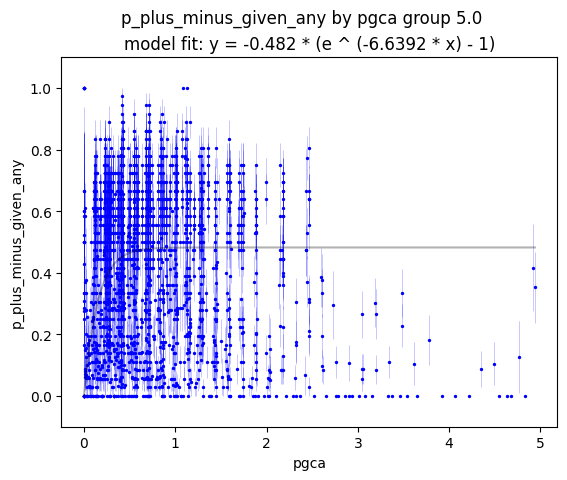 p_plus_minus_given_any by pgca group 5.0
model fit: y = -0.482 * (e ^ (-6.6392 * x) - 1)
1.0
0.8
0.6
0.4
0.2
0.0
p_plus_minus_given_any
0 1 2 3 4 5
pgca